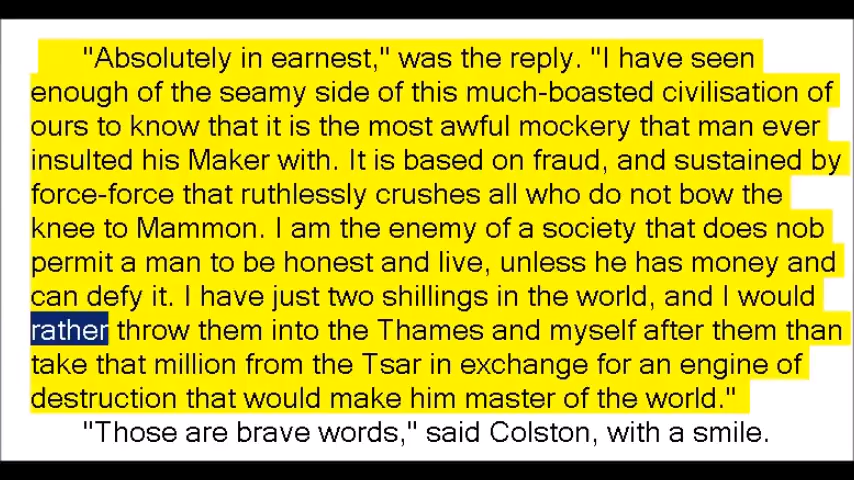 "Absolutely in earnest," was the reply. "I have seen
enough of the seamy side of this much-boasted civilisation of
ours to know that it is the most awful mockery that man ever
insulted his Maker with. It is based on fraud, and sustained by
force-force that ruthlessly crushes all who do not bow the
knee to Mammon. I am the enemy of a society that does nob
permit a man to be honest and live, unless he has money and
can defy it. I have just two shillings in the world, and I would
rather throw them into the Thames and myself after them than
take that million from the Tsar in exchange for an engine of
destruction that would make him master of the world."
"Those are brave words," said Colston, with a smile.